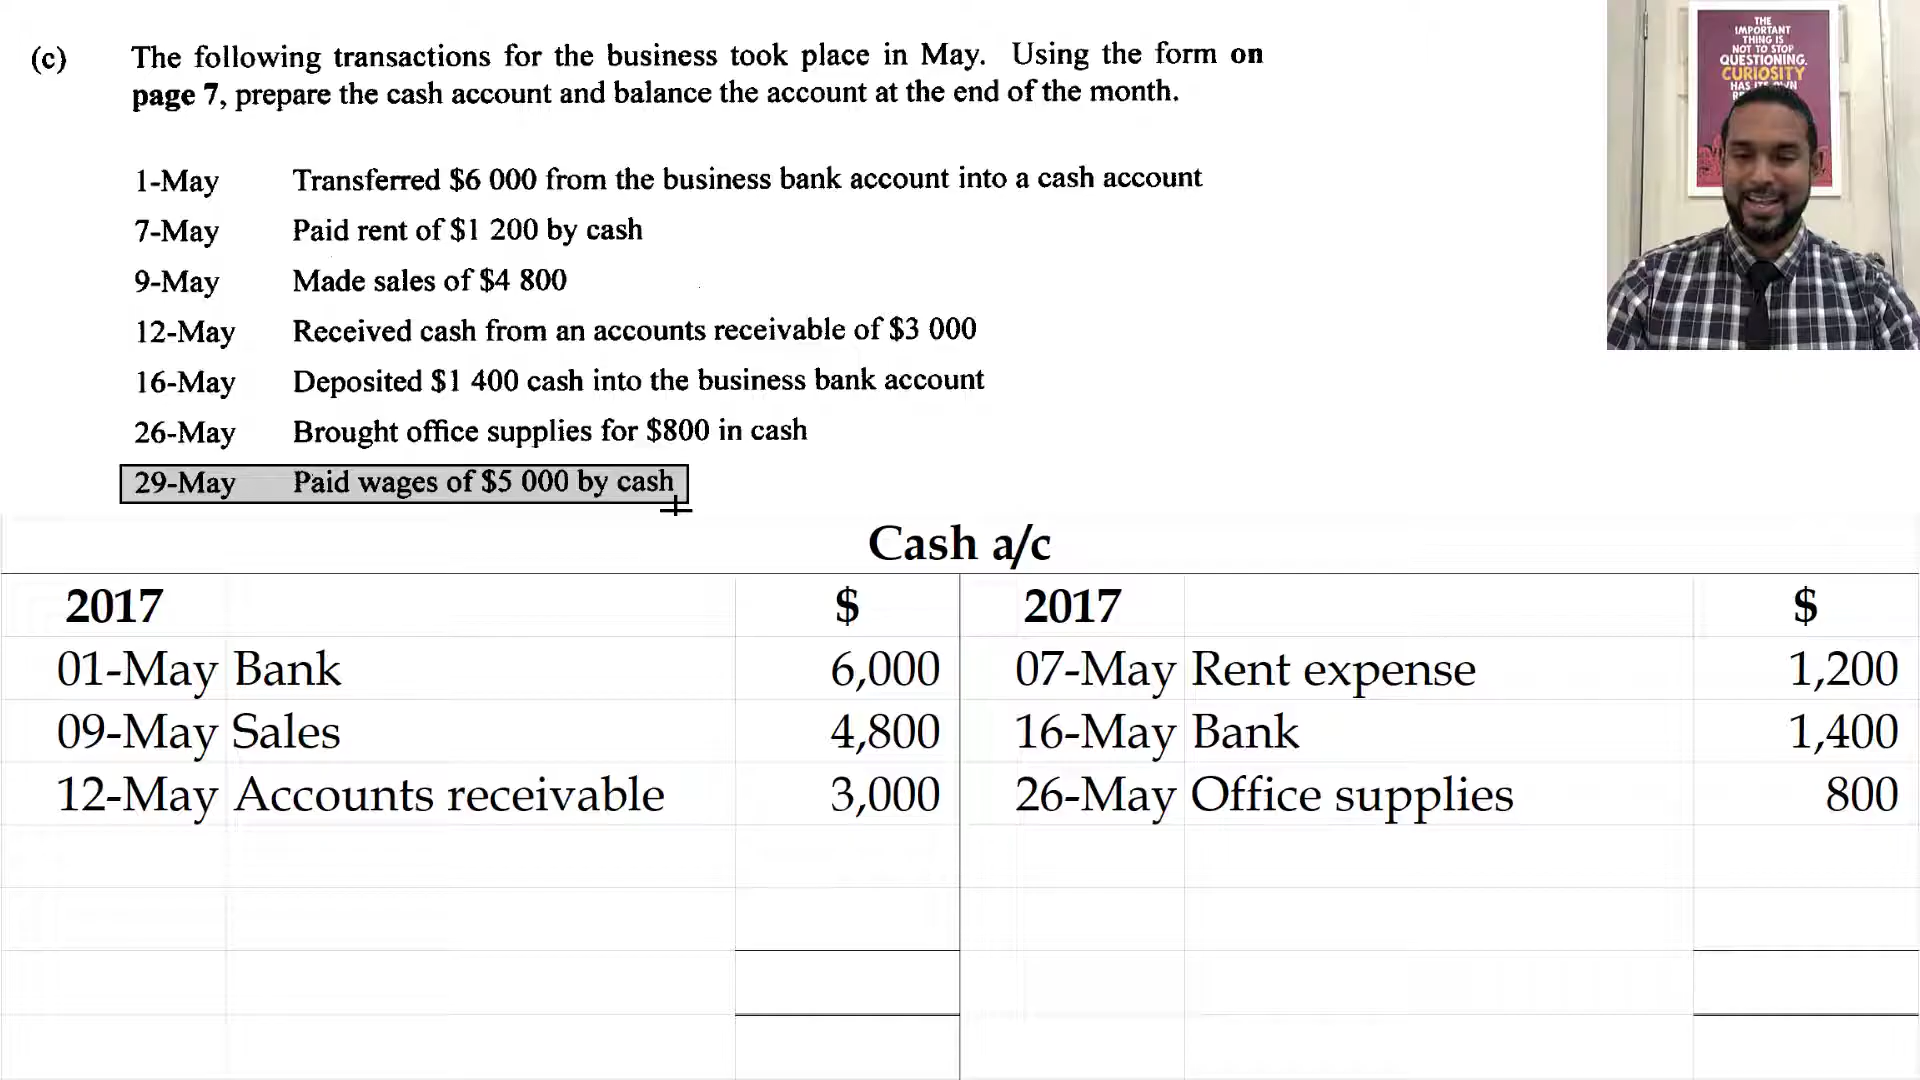 (c) The following transactions for the business took place in May. Using the form on
page 7, prepare the cash account and balance the account at the end of the month.
1-May Transferred $6 000 from the business bank account into a cash account
7-May Paid rent of $1 200 by cash
9-May Made sales of $4 800
12-May Received cash from an accounts receivable of $3 000
16-May Deposited $1 400 cash into the business bank account
26-May Brought office supplies for $800 in cash
29-May Paid wages of $5 000 by cash
THE
IMPORTANT
THING IS
NOT TO STOP
QUESTIONING.
CURIOSITY
HAS ITS OWN
Cash a/c
2017 $ 2017 $
01-May Bank 6,000 07-May Rent expense 1,200
09-May Sales 4,800 16-May Bank 1,400
12-May Accounts receivable 3,000 26-May Office supplies 800